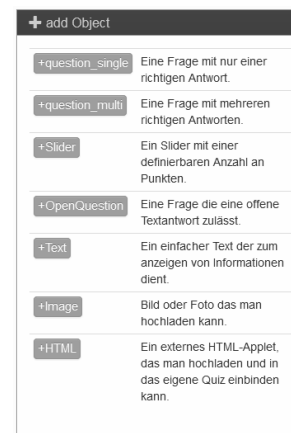 + add Object
+question_single
Eine Frage mit nur einer
richtigen Antwort.
+question_multi
Eine Frage mit mehreren
richtigen Antworten.
+Slider
Ein Slider mit einer
definierbaren Anzahl an
Punkten.
+OpenQuestion
Eine Frage die eine offene
Textantwort zulässt.
+Text
Ein einfacher Text der zum
anzeigen von Informationen
dient.
+Image
Bild oder Foto das man
hochladen kann.
+HTML
Ein externes HTML-Applet,
das man hochladen und in
das eigene Quiz einbinden
kann.